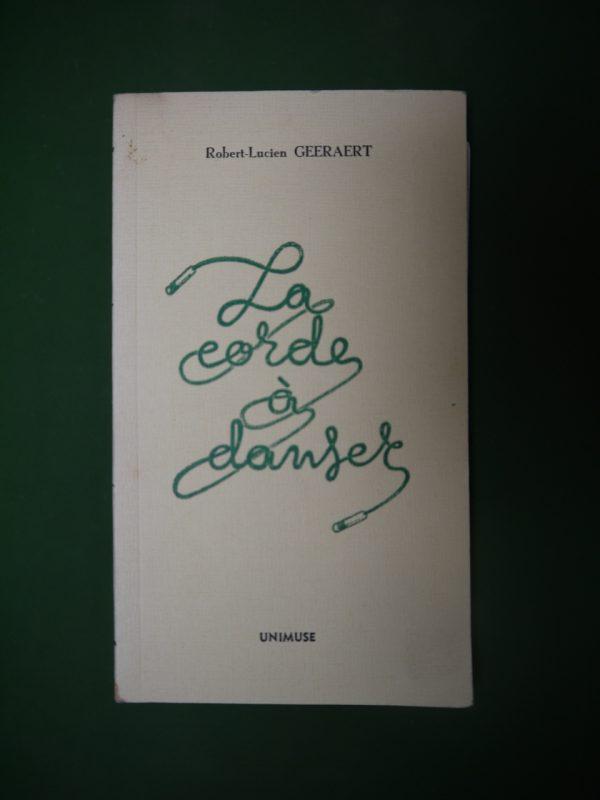 Robert-Lucien GEERAERT
La
corde
à
danser
UNIMUSE